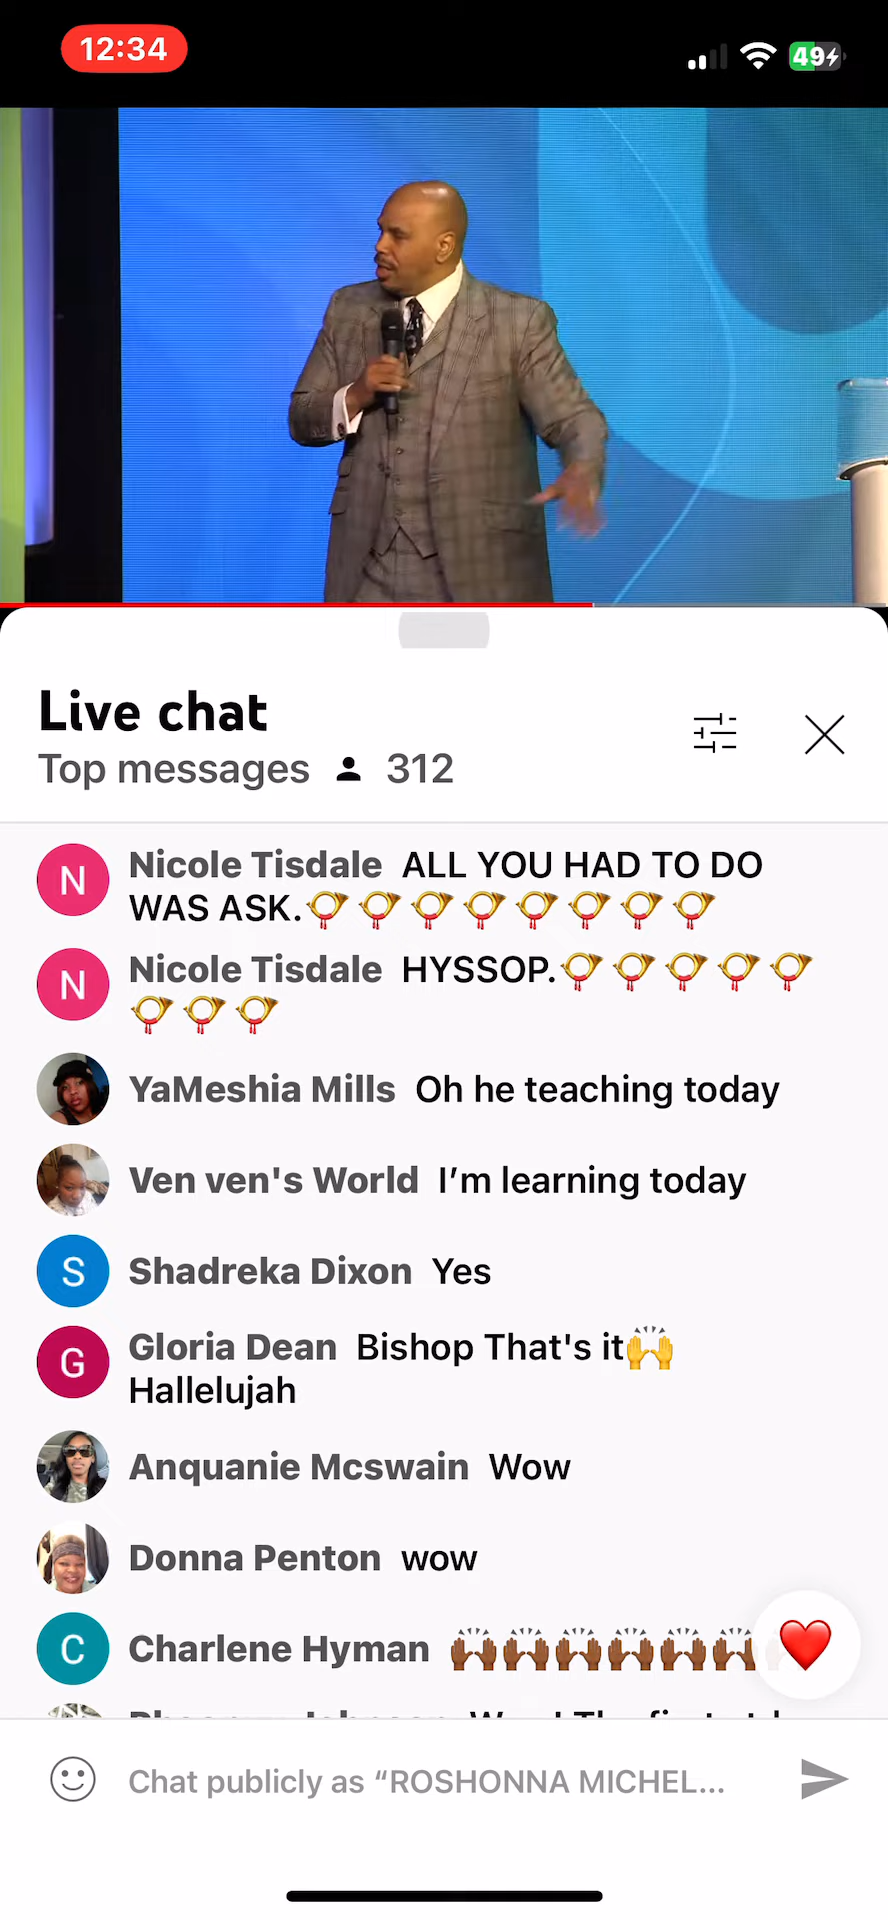 12:34
49
Live chat
Top messages 312
N
Nicole Tisdale ALL YOU HAD TO DO
WAS ASK.
N
Nicole Tisdale HYSSOP.
YaMeshia Mills Oh he teaching today
Ven ven's World I’m learning today
S
Shadreka Dixon Yes
G
Gloria Dean Bishop That's it🙌
Hallelujah
Anquanie Mcswain Wow
Donna Penton wow
C
Charlene Hyman 🙌🏾🙌🏾🙌🏾🙌🏾🙌🏾🙌🏾
Chat publicly as “ROSHONNA MICHEL...